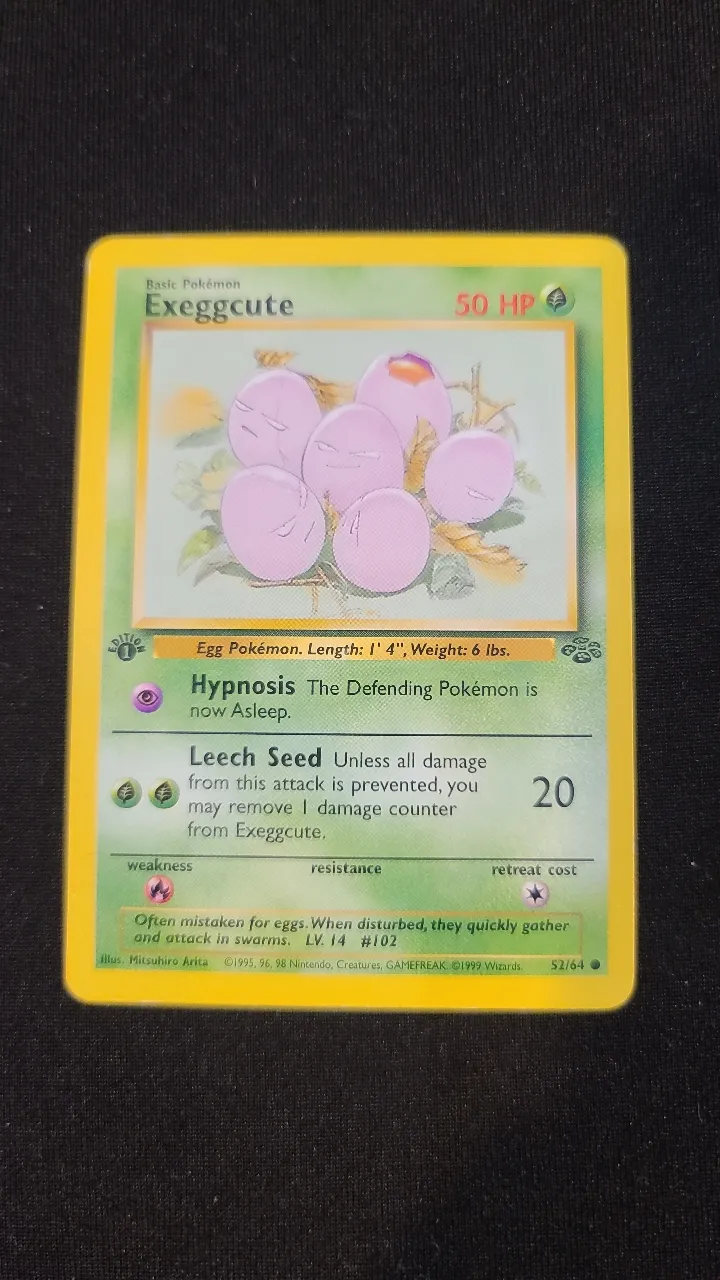 Basic Pokémon
Exeggcute 50 HP
EDITION
1
Egg Pokémon. Length: 1' 4", Weight: 6 lbs.
Hypnosis The Defending Pokémon is
now Asleep.
Leech Seed Unless all damage
from this attack is prevented, you
may remove 1 damage counter
from Exeggcute.
20
weakness resistance retreat cost
Often mistaken for eggs. When disturbed, they quickly gather
and attack in swarms. LV. 14 #102
Illus. Mitsuhiro Arita ©1995, 96, 98 Nintendo, Creatures, GAMEFREAK. ©1999 Wizards. 52/64